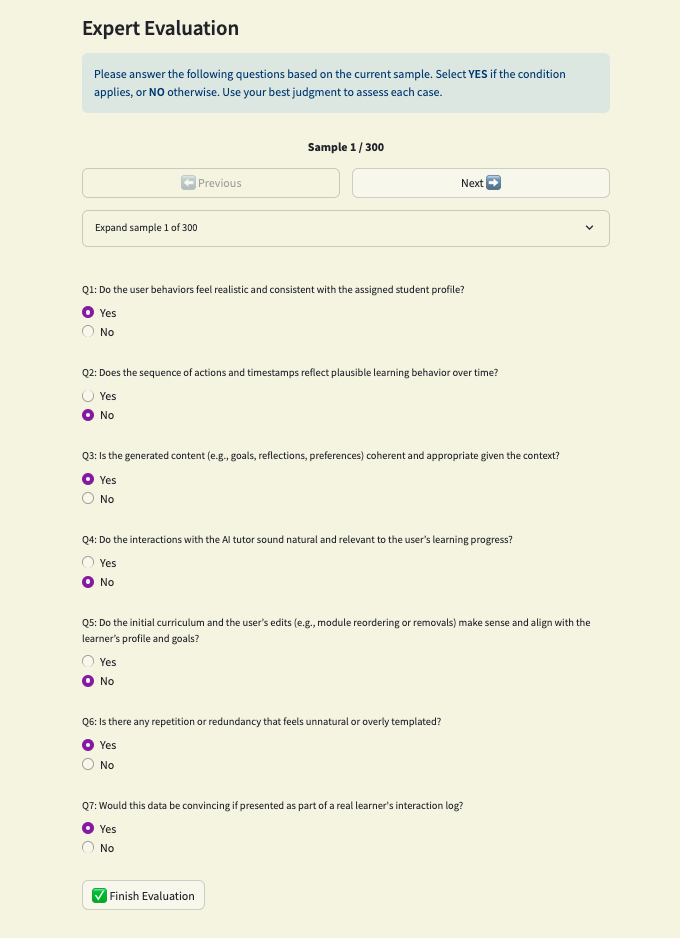 Expert Evaluation
Please answer the following questions based on the current sample. Select YES if the condition
applies, or NO otherwise. Use your best judgment to assess each case.
Sample 1 / 300
⬅️ Previous
Next ➡️
Expand sample 1 of 300
Q1: Do the user behaviors feel realistic and consistent with the assigned student profile?
Yes
No
Q2: Does the sequence of actions and timestamps reflect plausible learning behavior over time?
Yes
No
Q3: Is the generated content (e.g., goals, reflections, preferences) coherent and appropriate given the context?
Yes
No
Q4: Do the interactions with the AI tutor sound natural and relevant to the user's learning progress?
Yes
No
Q5: Do the initial curriculum and the user's edits (e.g., module reordering or removals) make sense and align with the
learner's profile and goals?
Yes
No
Q6: Is there any repetition or redundancy that feels unnatural or overly templated?
Yes
No
Q7: Would this data be convincing if presented as part of a real learner's interaction log?
Yes
No
✅ Finish Evaluation